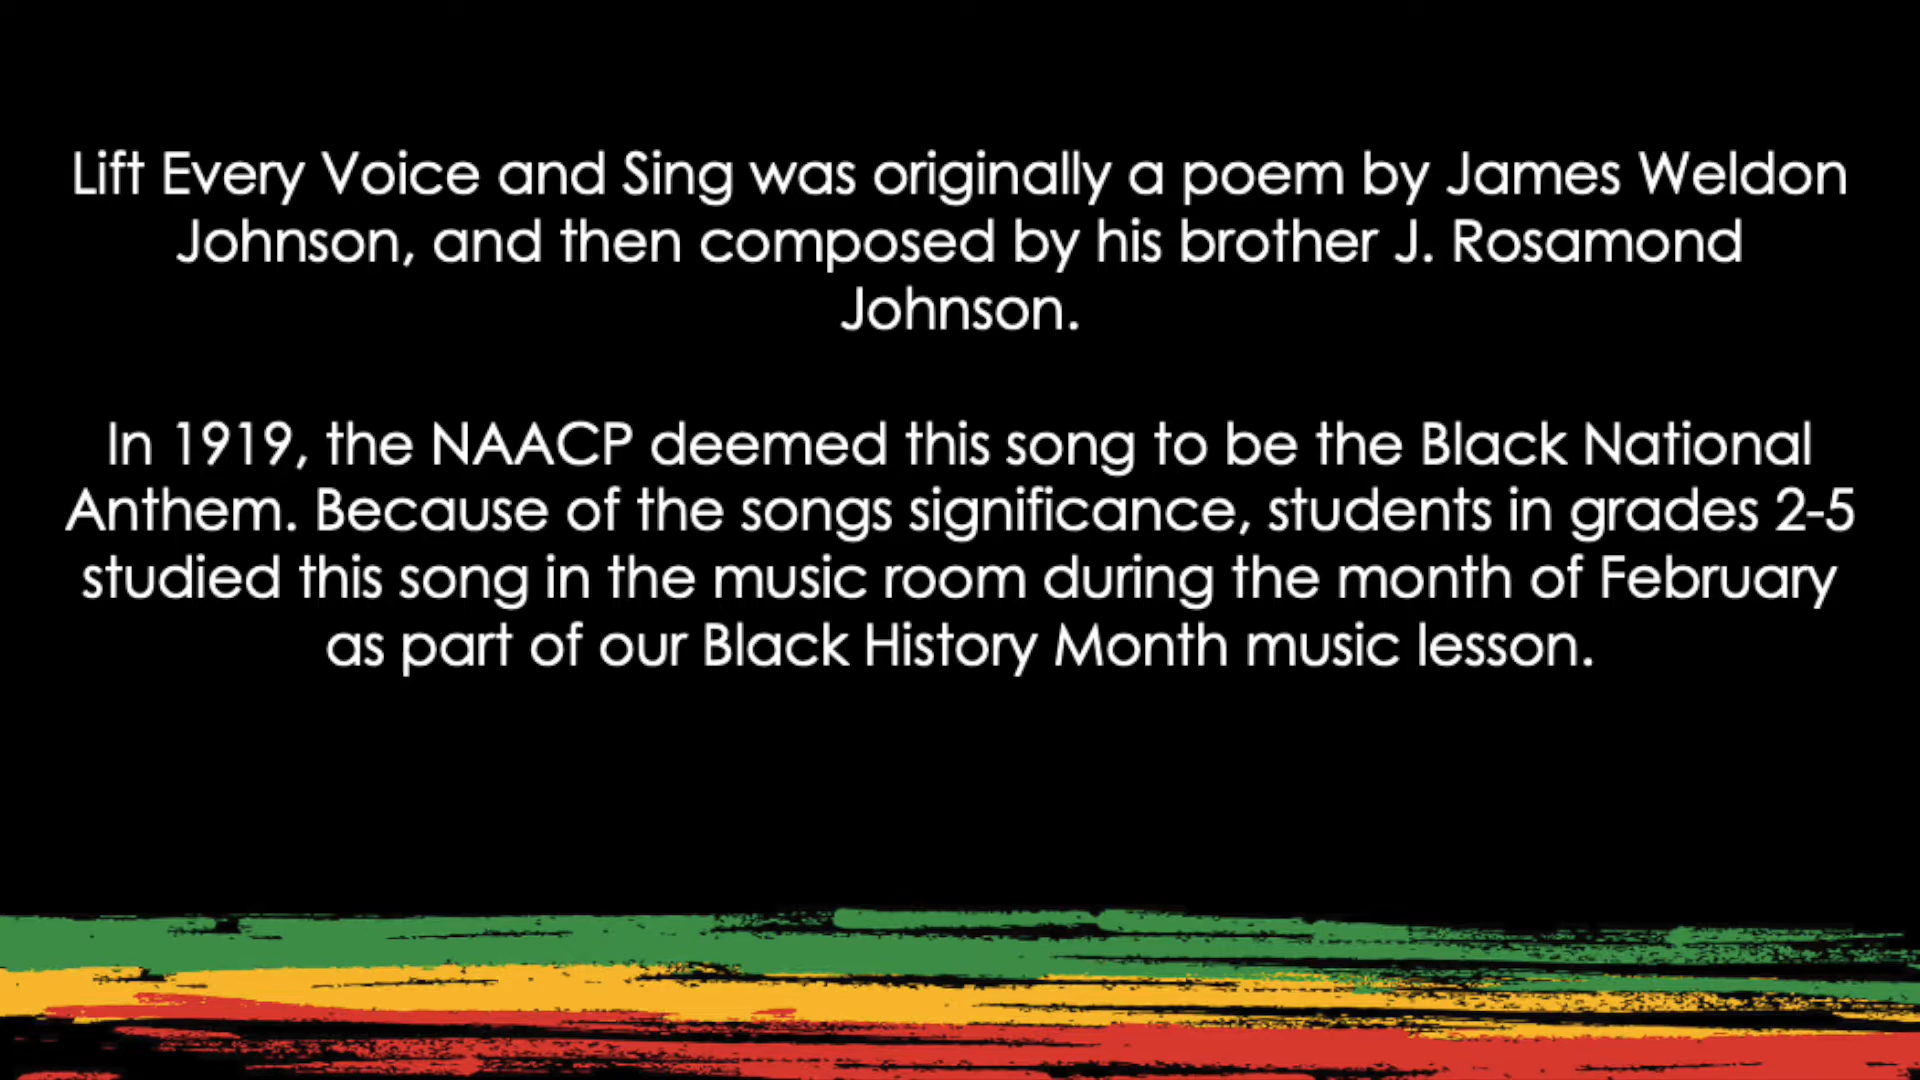 Lift Every Voice and Sing was originally a poem by James Weldon
Johnson, and then composed by his brother J. Rosamond
Johnson.
In 1919, the NAACP deemed this song to be the Black National
Anthem. Because of the songs significance, students in grades 2-5
studied this song in the music room during the month of February
as part of our Black History Month music lesson.